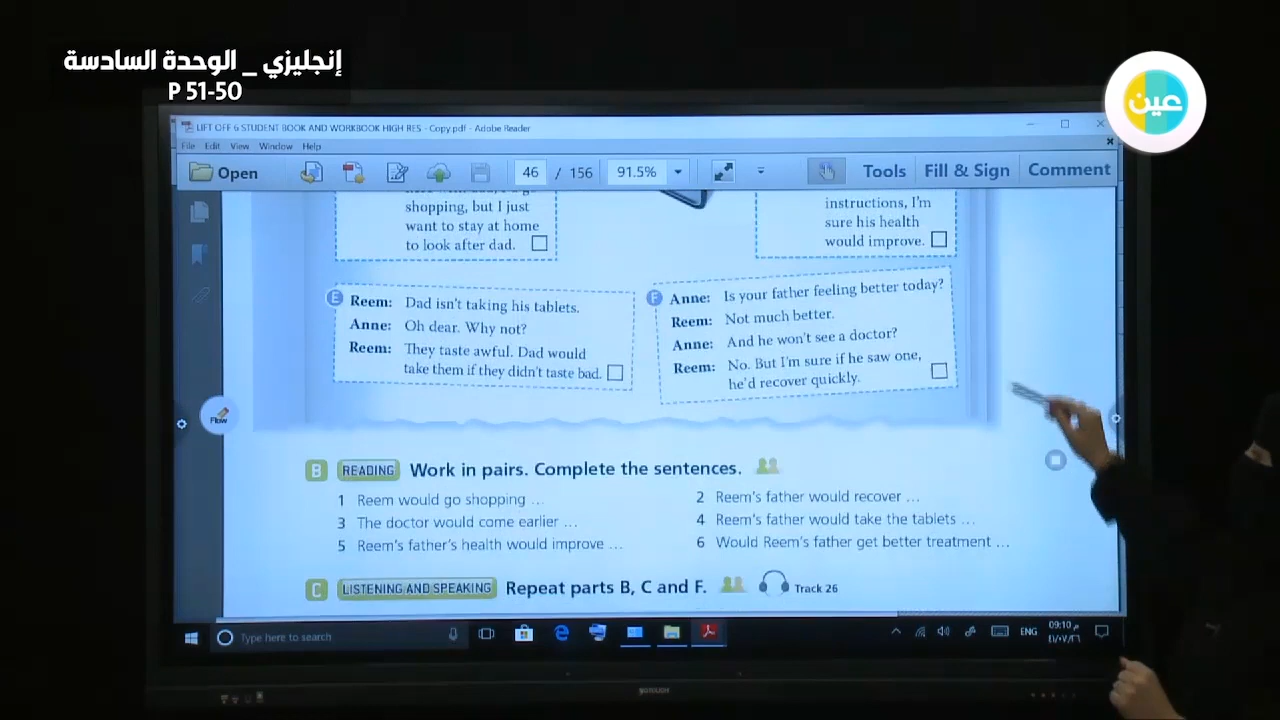 إنجليزي _ الوحدة السادسة
P 51-50
عين
LIFT OFF 6 STUDENT BOOK AND WORKBOOK HIGH RES - Copy.pdf - Adobe Reader
File Edit View Window Help
Open 46 / 156 91.5% Tools Fill & Sign Comment
shopping, but I just
want to stay at home
to look after dad.
instructions, I'm
sure his health
would improve.
E Reem: Dad isn't taking his tablets.
Anne: Oh dear. Why not?
Reem: They taste awful. Dad would
take them if they didn't taste bad.
F Anne: Is your father feeling better today?
Reem: Not much better.
Anne: And he won't see a doctor?
Reem: No. But I'm sure if he saw one,
he'd recover quickly.
Flow
B READING Work in pairs. Complete the sentences.
1 Reem would go shopping ...
2 Reem's father would recover ...
3 The doctor would come earlier ...
4 Reem's father would take the tablets ...
5 Reem's father's health would improve ...
6 Would Reem's father get better treatment ...
C LISTENING AND SPEAKING Repeat parts B, C and F. Track 26
Type here to search
ENG
09:10 م